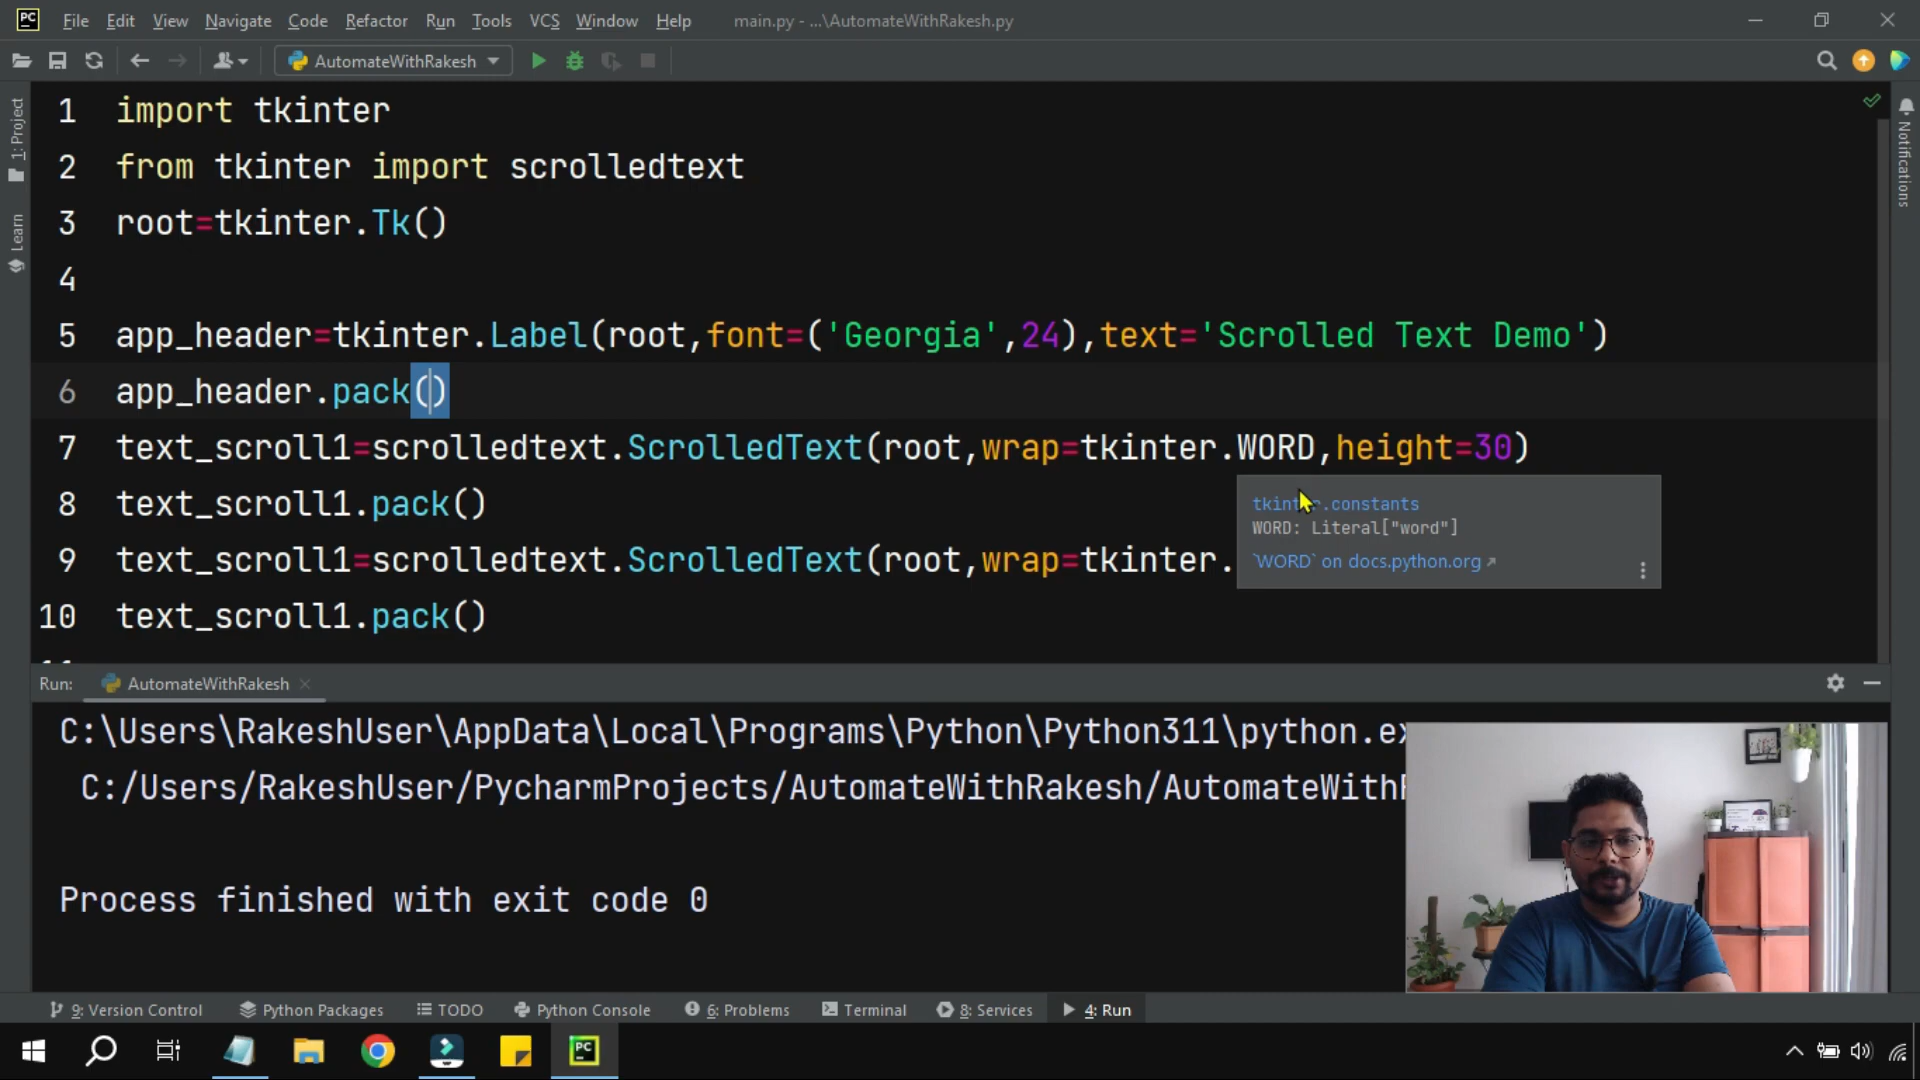 PC File Edit View Navigate Code Refactor Run Tools VCS Window Help main.py - ...\AutomateWithRakesh.py
AutomateWithRakesh
1: Project
Learn
Notifications
1 import tkinter
2 from tkinter import scrolledtext
3 root=tkinter.Tk()
4
5 app_header=tkinter.Label(root,font=('Georgia',24),text='Scrolled Text Demo')
6 app_header.pack()
7 text_scroll1=scrolledtext.ScrolledText(root,wrap=tkinter.WORD,height=30)
8 text_scroll1.pack()
9 text_scroll1=scrolledtext.ScrolledText(root,wrap=tkinter.
10 text_scroll1.pack()
tkinter.constants
WORD: Literal["word"]
`WORD` on docs.python.org
Run: AutomateWithRakesh
C:\Users\RakeshUser\AppData\Local\Programs\Python\Python311\python.ex
C:/Users/RakeshUser/PycharmProjects/AutomateWithRakesh/AutomateWith
Process finished with exit code 0
9: Version Control Python Packages TODO Python Console 6: Problems Terminal 8: Services 4: Run
PC